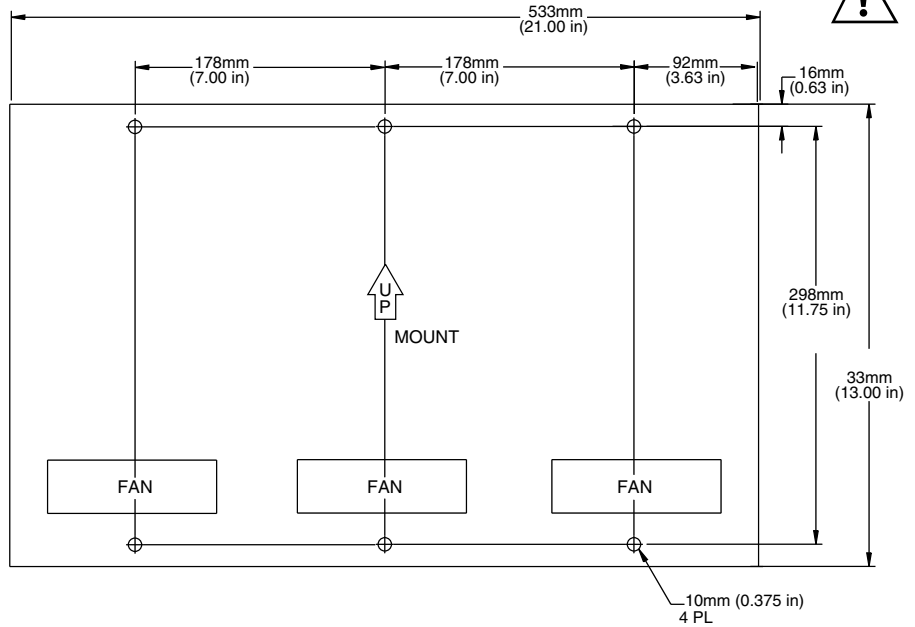 533mm
(21.00 in)
!
178mm
(7.00 in)
178mm
(7.00 in)
92mm
(3.63 in)
16mm
(0.63 in)
U
P
MOUNT
298mm
(11.75 in)
33mm
(13.00 in)
FAN
FAN
FAN
10mm (0.375 in)
4 PL